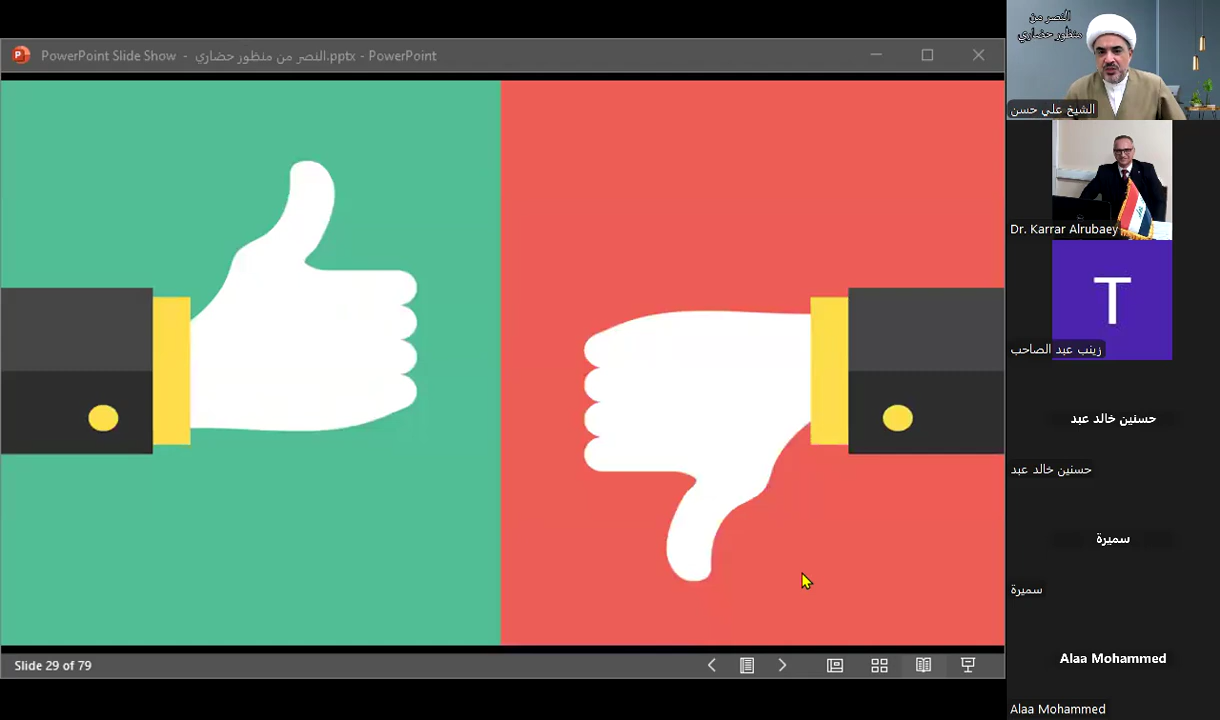 PowerPoint Slide Show - النصر من منظور حضاري.pptx - PowerPoint
النصر من
منظور حضاري
الشيخ علي حسن
Dr. Karrar Alrubaey
T
زينب عبد الصاحب
حسنين خالد عبد
حسنين خالد عبد
سميرة
سميرة
Alaa Mohammed
Alaa Mohammed
Slide 29 of 79